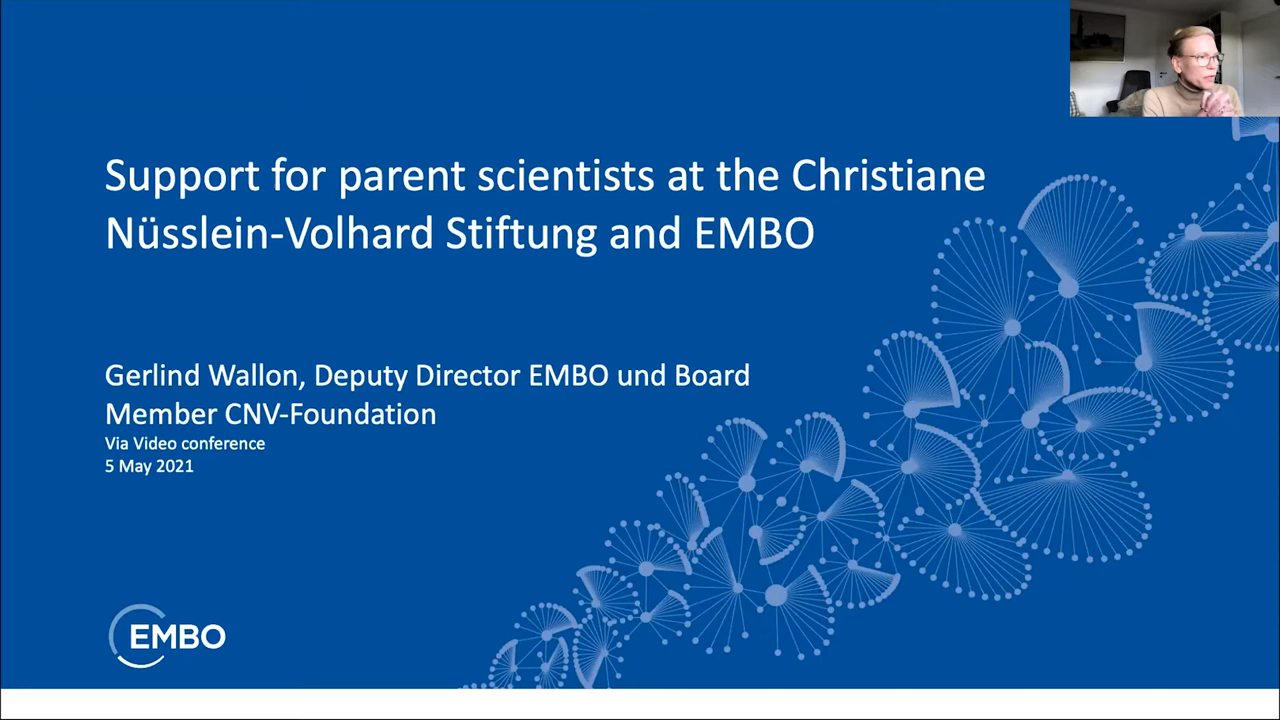 Support for parent scientists at the Christiane
Nüsslein-Volhard Stiftung and EMBO
Gerlind Wallon, Deputy Director EMBO und Board
Member CNV-Foundation
Via Video conference
5 May 2021
EMBO